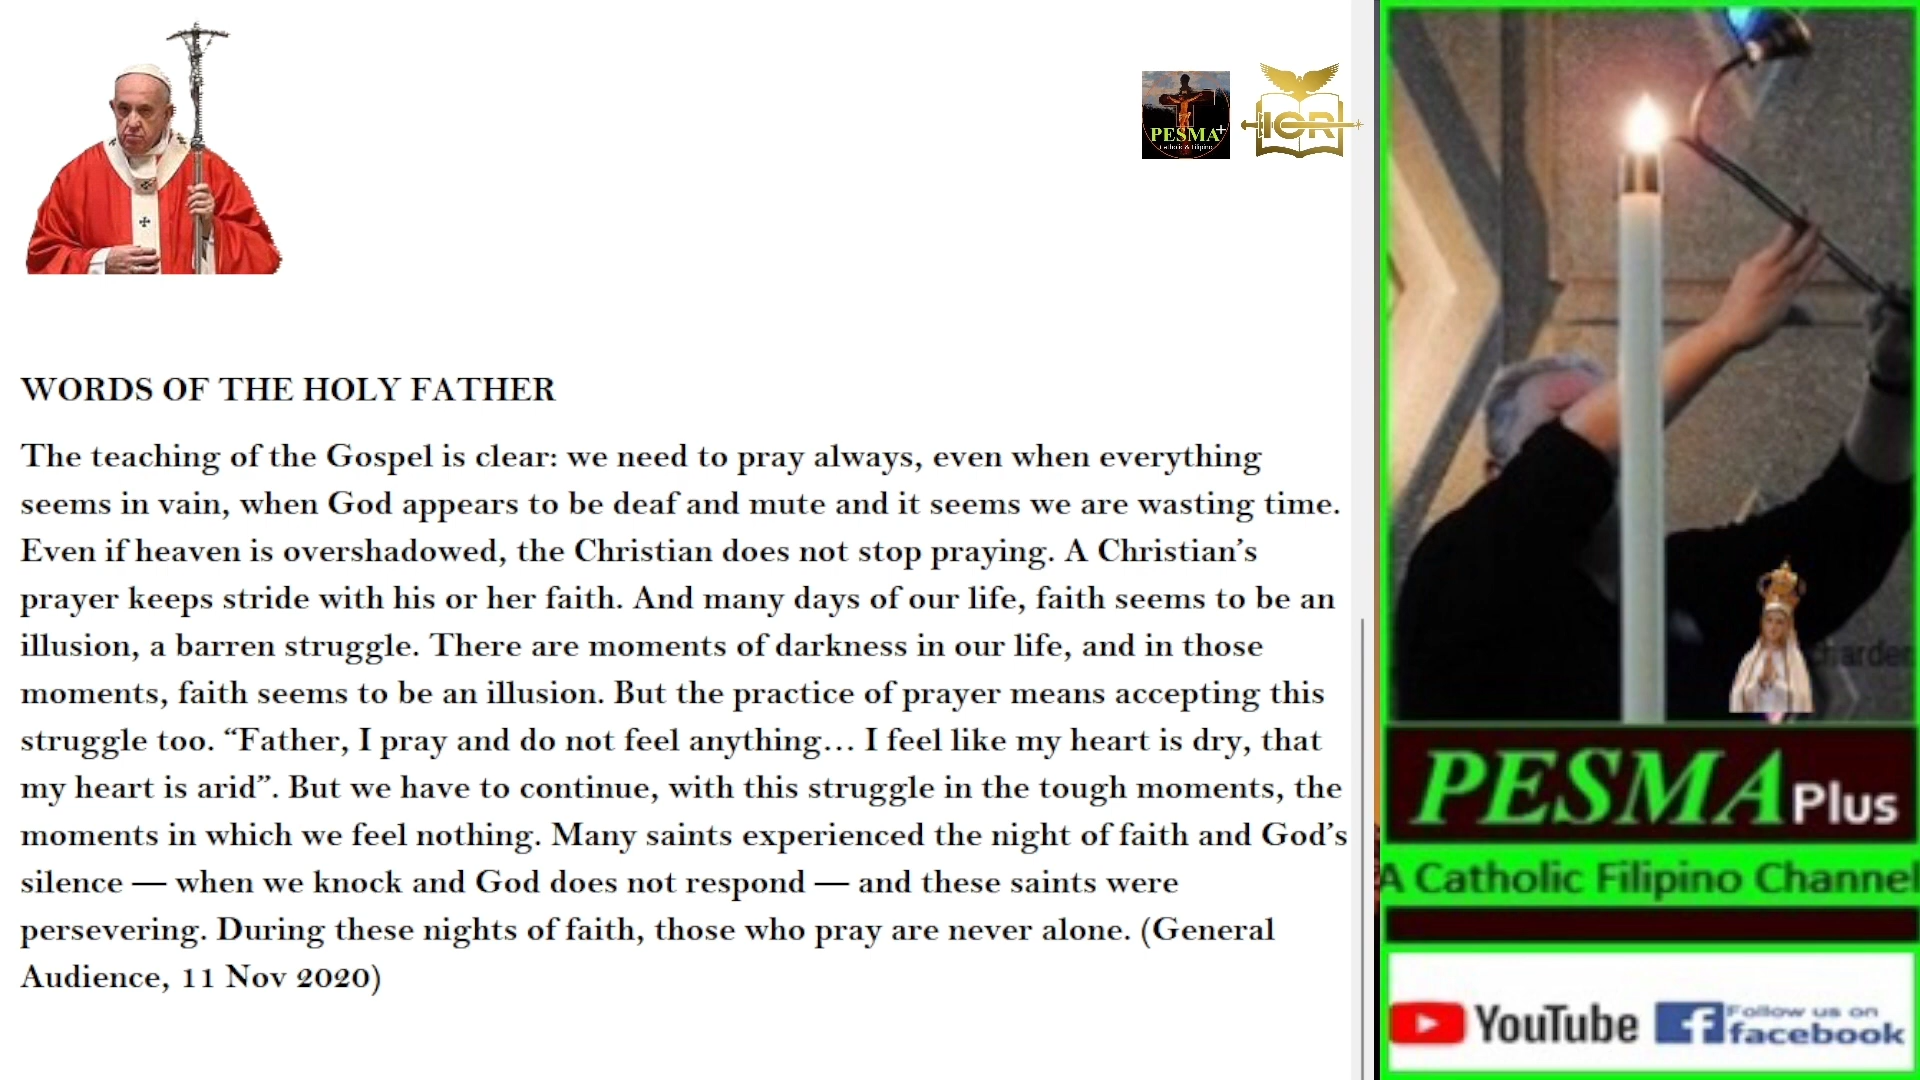 PESMA+
Catholic & Filipino
ICR
WORDS OF THE HOLY FATHER
The teaching of the Gospel is clear: we need to pray always, even when everything
seems in vain, when God appears to be deaf and mute and it seems we are wasting time.
Even if heaven is overshadowed, the Christian does not stop praying. A Christian’s
prayer keeps stride with his or her faith. And many days of our life, faith seems to be an
illusion, a barren struggle. There are moments of darkness in our life, and in those
moments, faith seems to be an illusion. But the practice of prayer means accepting this
struggle too. “Father, I pray and do not feel anything… I feel like my heart is dry, that
my heart is arid”. But we have to continue, with this struggle in the tough moments, the
moments in which we feel nothing. Many saints experienced the night of faith and God’s
silence — when we knock and God does not respond — and these saints were
persevering. During these nights of faith, those who pray are never alone. (General
Audience, 11 Nov 2020)
PESMA Plus
A Catholic Filipino Channel
YouTube
Follow us on
facebook